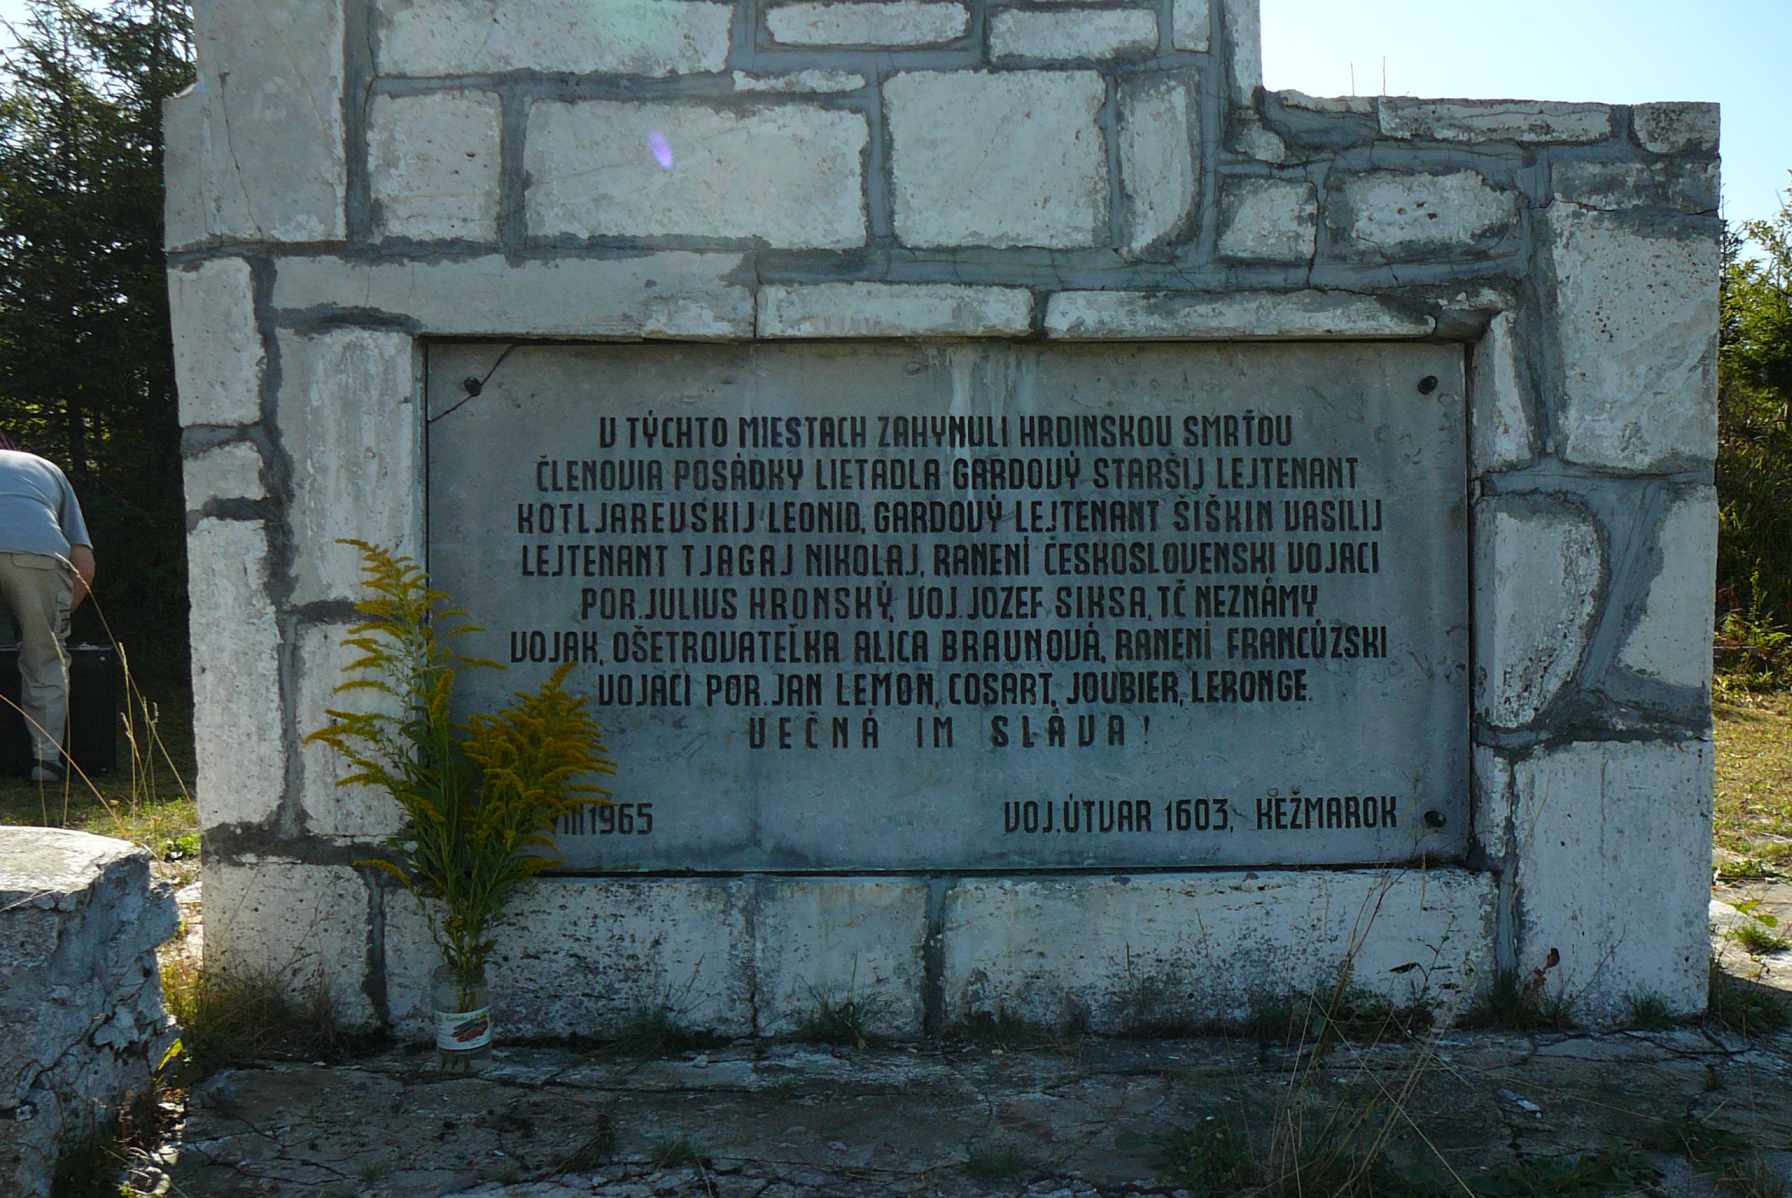 V TÝCHTO MIESTACH ZAHYNULI HRDINSKOU SMRŤOU
ČLENOVIA POSÁDKY LIETADLA GARDOVÝ STARŠIJ LEJTENANT
KOTLJAREVSKIJ LEONID, GARDOVÝ LEJTENANT ŠIŠKIN VASILIJ
LEJTENANT TJAGAJ NIKOLAJ, RANENÍ ČESKOSLOVENSKI VOJACI
POR. JULIUS HRONSKÝ, VOJ. JOZEF SIKSA, TČ NEZNÁMY
VOJAK, OŠETROVATEĽKA ALICA BRAUNOVÁ, RANENÍ FRANCÚZSKI
VOJACI POR. JAN LEMON, COSART, JOUBIER, LERONGE.
VEČNÁ IM SLÁVA!
1965 VOJ. ÚTVAR 1603, KEŽMAROK